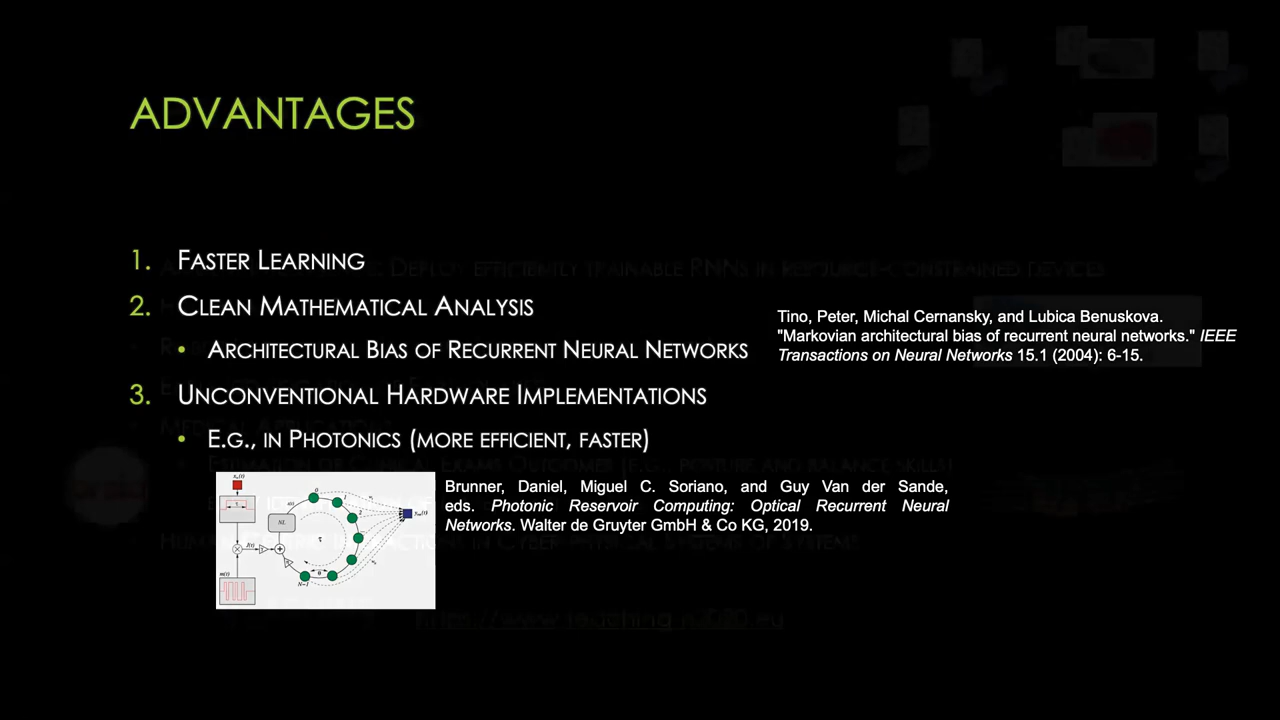 ADVANTAGES
1. FASTER LEARNING
2. CLEAN MATHEMATICAL ANALYSIS
• ARCHITECTURAL BIAS OF RECURRENT NEURAL NETWORKS
Tino, Peter, Michal Cernansky, and Lubica Benuskova.
"Markovian architectural bias of recurrent neural networks." IEEE
Transactions on Neural Networks 15.1 (2004): 6-15.
3. UNCONVENTIONAL HARDWARE IMPLEMENTATIONS
• E.G., IN PHOTONICS (MORE EFFICIENT, FASTER)
Brunner, Daniel, Miguel C. Soriano, and Guy Van der Sande,
eds. Photonic Reservoir Computing: Optical Recurrent Neural
Networks. Walter de Gruyter GmbH & Co KG, 2019.
NL
J(t)
m(t)
τ
θ
N-1